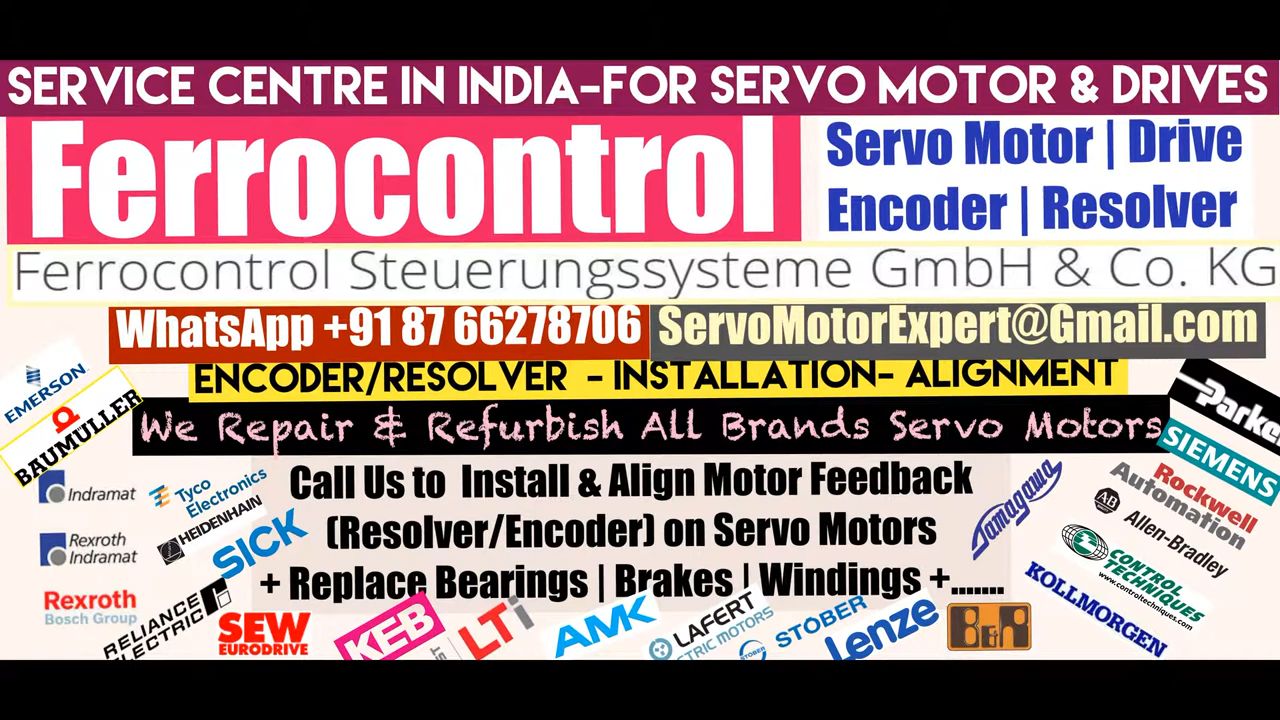 SERVICE CENTRE IN INDIA-FOR SERVO MOTOR & DRIVES
Ferrocontrol
Servo Motor | Drive
Encoder | Resolver
Ferrocontrol Steuerungssysteme GmbH & Co. KG
WhatsApp +91 87 66278706
ServoMotorExpert@Gmail.com
ENCODER/RESOLVER - INSTALLATION- ALIGNMENT
We Repair & Refurbish All Brands Servo Motors
Call Us to Install & Align Motor Feedback
(Resolver/Encoder) on Servo Motors
+ Replace Bearings | Brakes | Windings +.......
EMERSON
BAUMULLER
Indramat
Tyco
Electronics
HEIDENHAIN
Rexroth
Indramat
SICK
Rexroth
Bosch Group
RELIANCE
ELECTRIC
SEW
EURODRIVE
KEB
LTi
AMK
LAFERT
ELECTRIC MOTORS
STOBER
STÖBER
Lenze
B&R
Parker
SIEMENS
Rockwell
Automation
A-B
Allen-Bradley
Tamagawa
CONTROL
TECHNIQUES
www.controltechniques.com
KOLLMORGEN